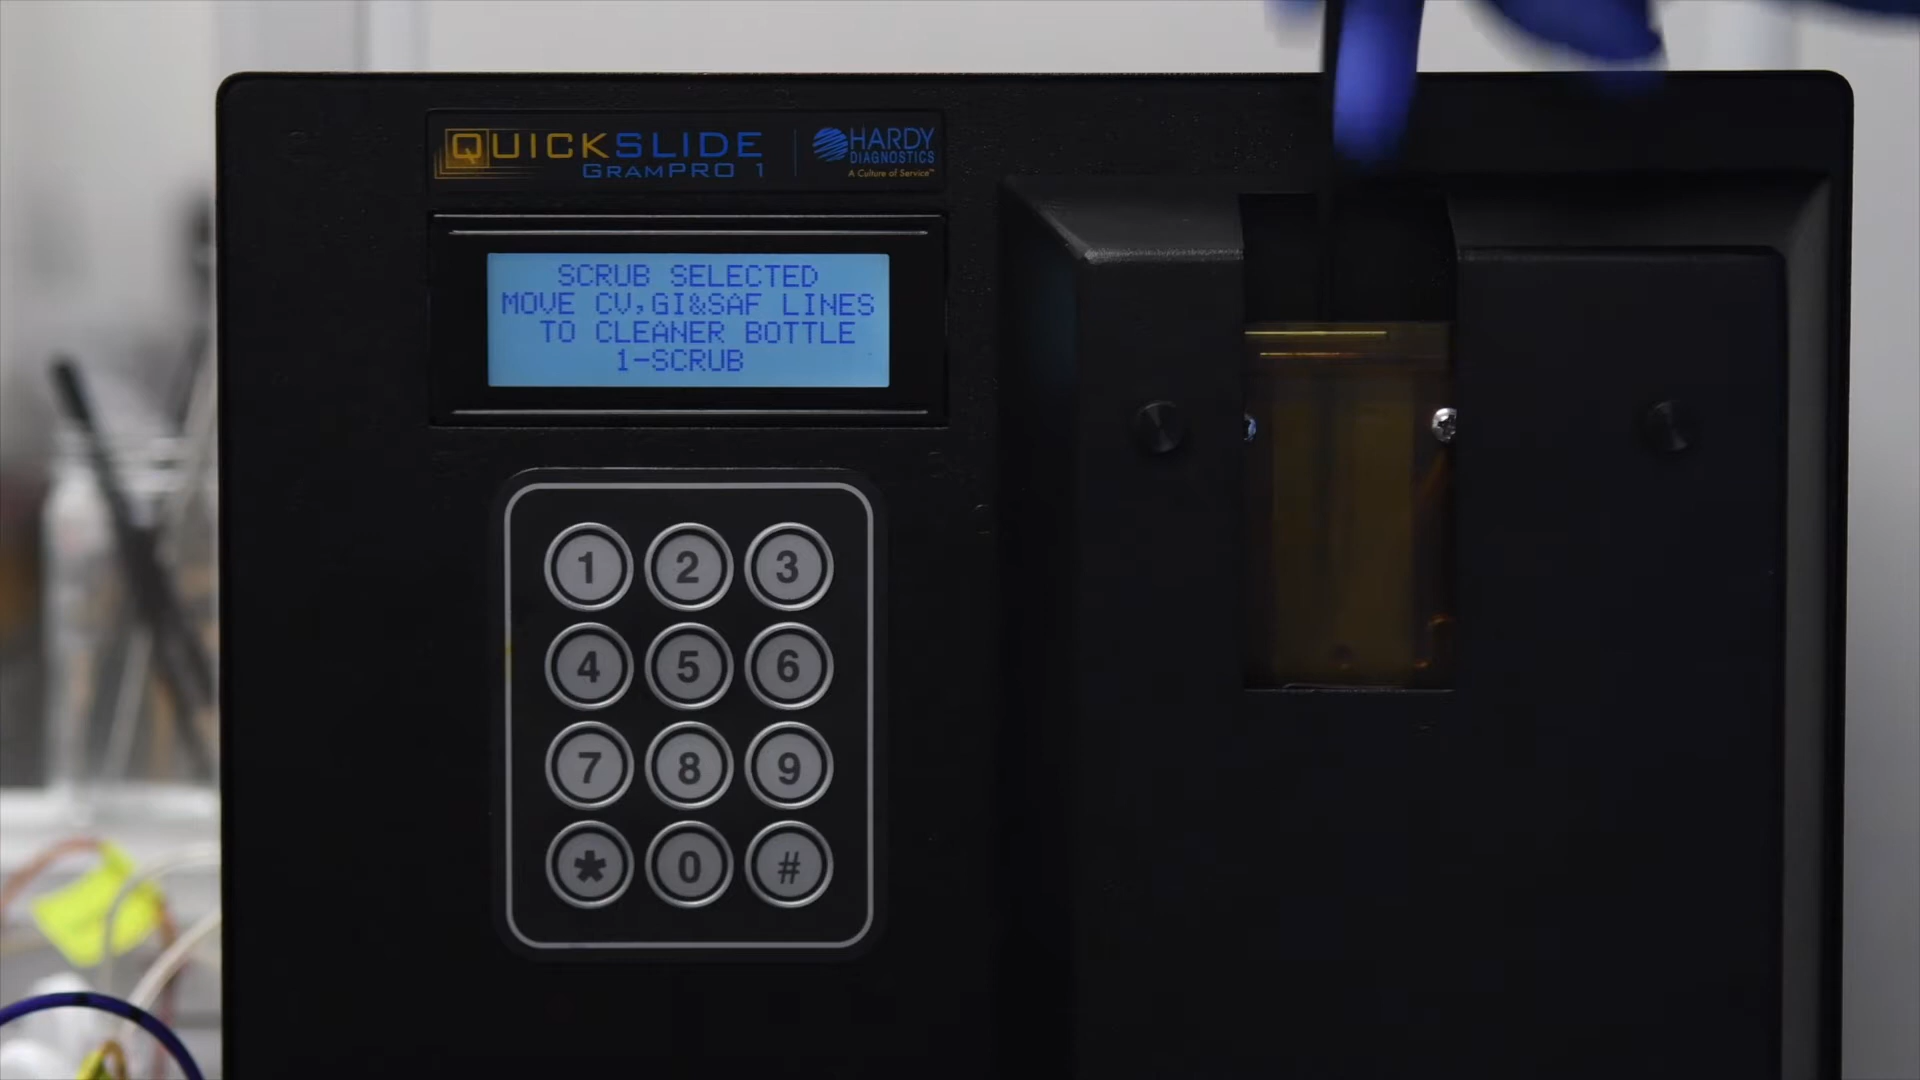 QUICKSLIDE
GRAMPRO 1
HARDY
DIAGNOSTICS
A Culture of Service™
SCRUB SELECTED
MOVE CV,GI&SAF LINES
TO CLEANER BOTTLE
1-SCRUB
1 2 3
4 5 6
7 8 9
* 0 #